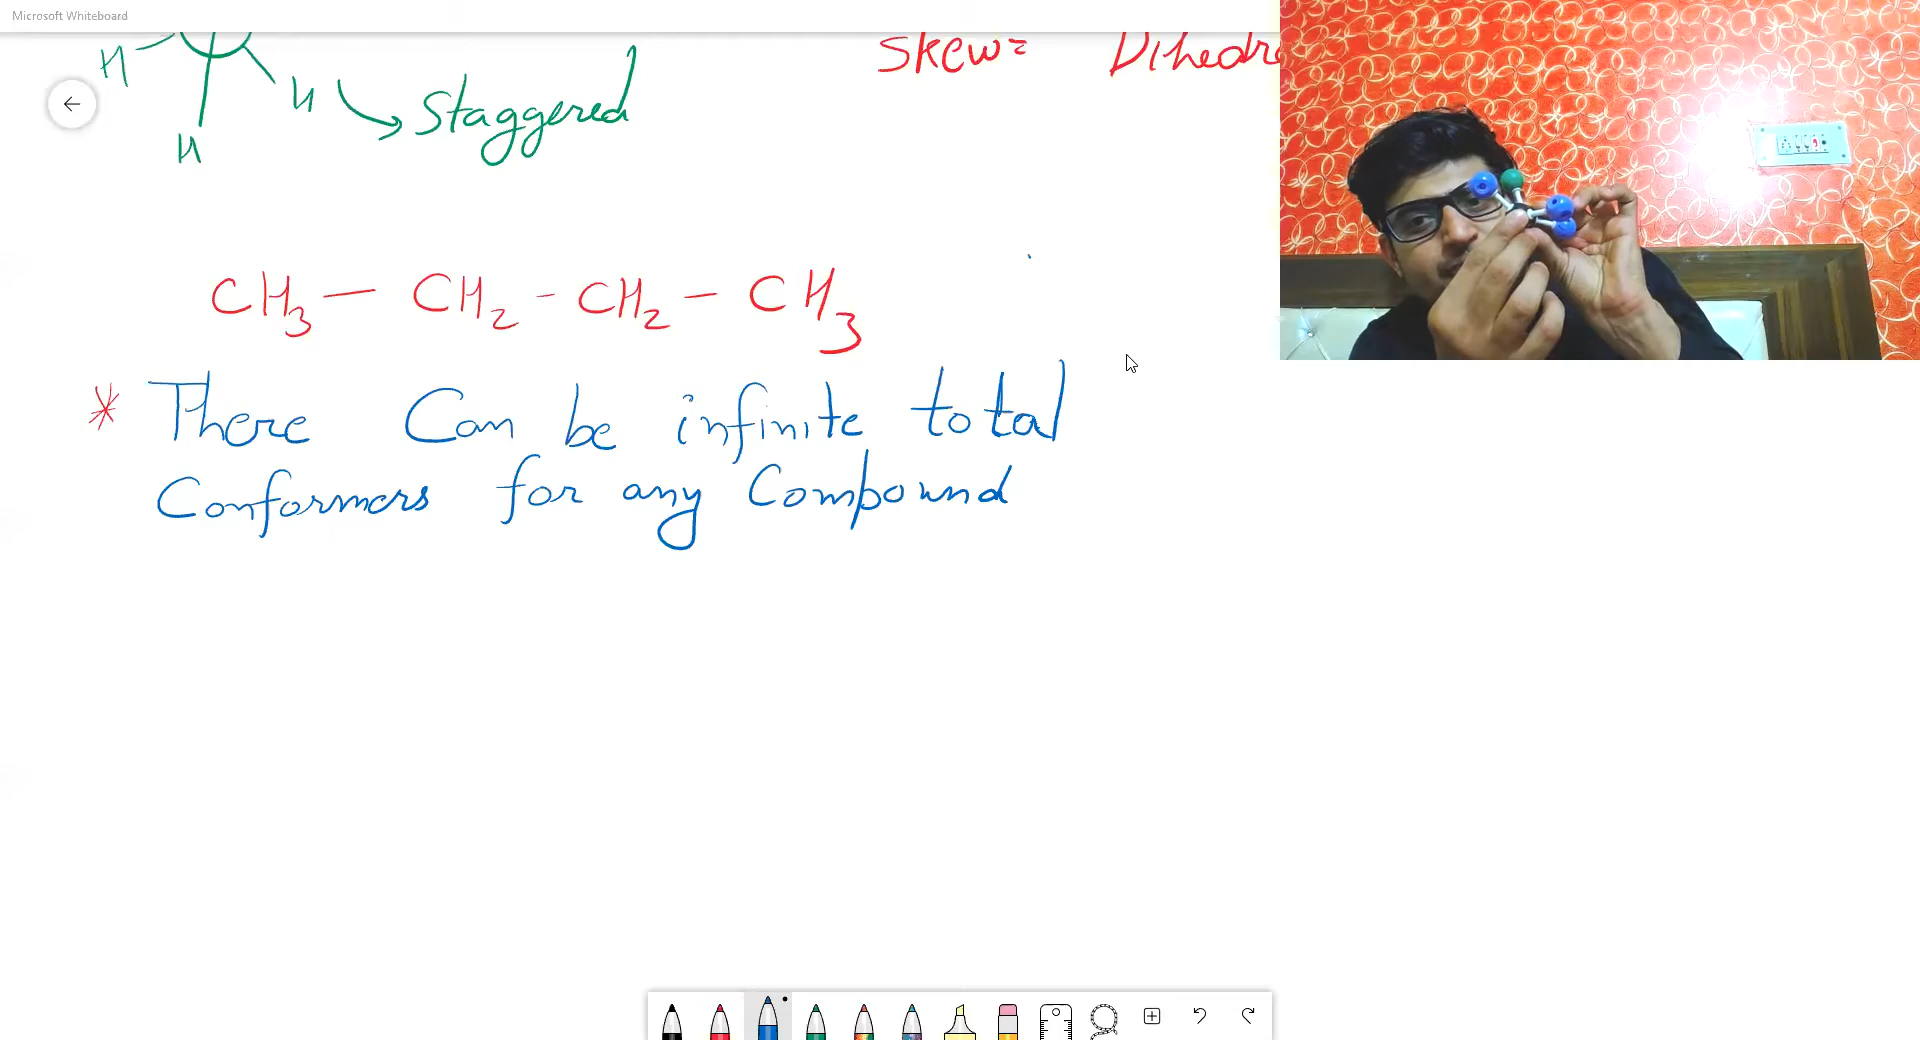 Microsoft Whiteboard
Skew=
H
H
Staggered
H
CH₃ — CH₂ - CH₂ — CH₃
* There Can be infinite total
Conformers for any Compound